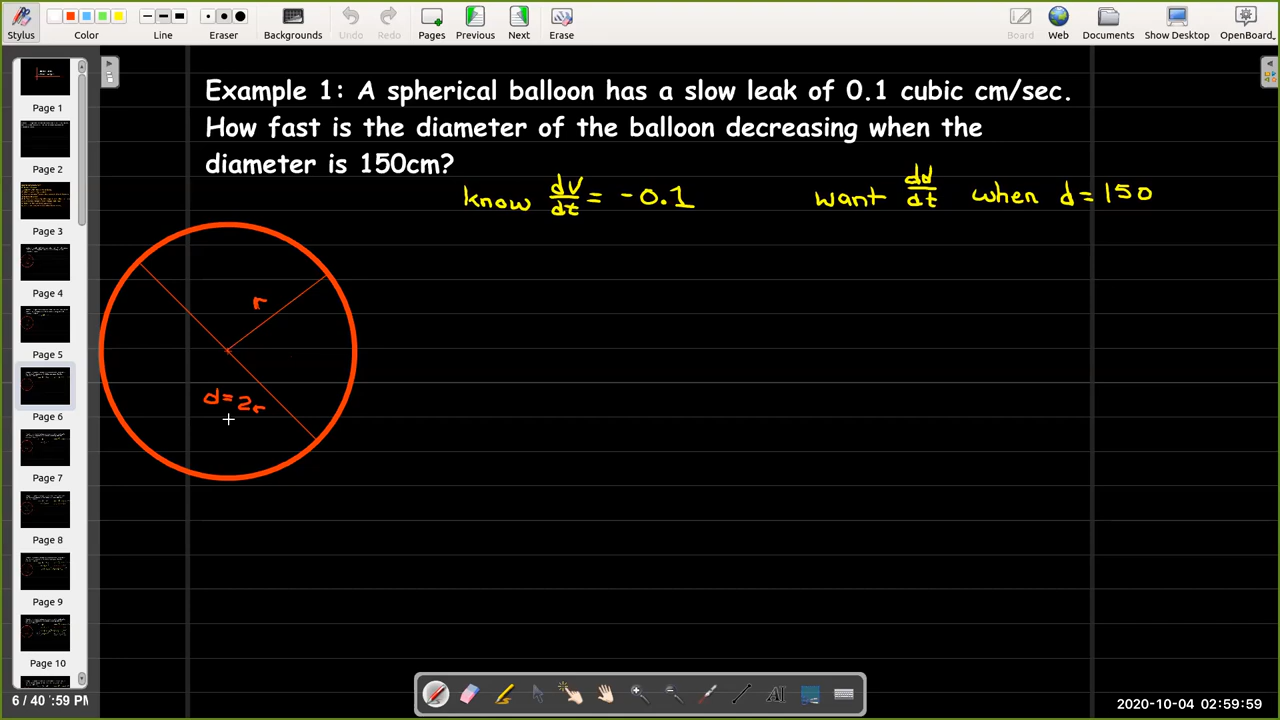 Stylus
Color
Line
Eraser
Backgrounds
Undo
Redo
Pages
Previous
Next
Erase
Board
Web
Documents
Show Desktop
OpenBoard
Page 1
Page 2
Page 3
Page 4
Page 5
Page 6
Page 7
Page 8
Page 9
Page 10
Example 1: A spherical balloon has a slow leak of 0.1 cubic cm/sec.
How fast is the diameter of the balloon decreasing when the
diameter is 150cm?
know dV/dt = -0.1 want dd/dt when d=150
r
d=2r
6 / 40 :59 PM
2020-10-04 02:59:59